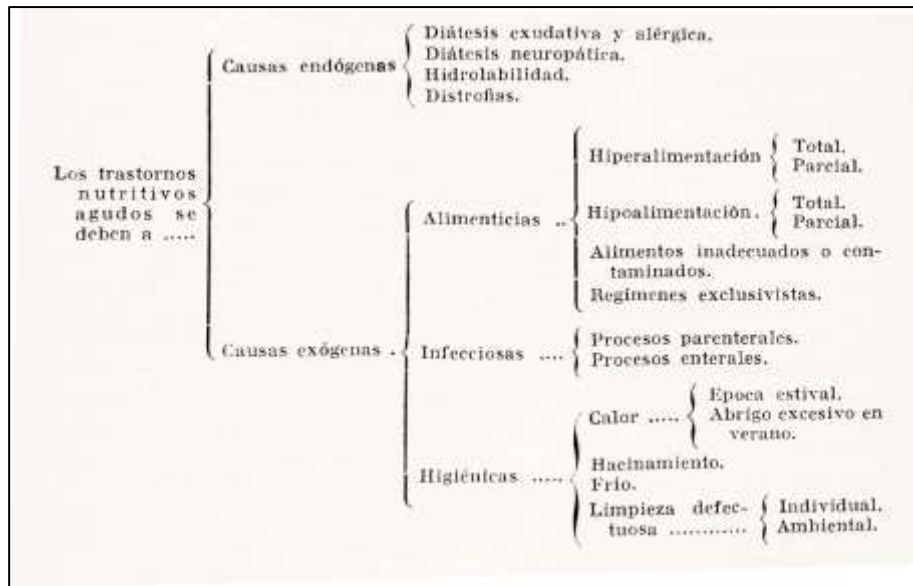 Los trastornos
nutritivos
agudos se
deben a .....
Causas endógenas
Diátesis exudativa y alérgica.
Diátesis neuropática.
Hidrolabilidad.
Distrofias.
Causas exógenas .
Alimenticias ..
Hiperalimentación
Total.
Parcial.
Hipoalimentación.
Total.
Parcial.
Alimentos inadecuados o con-
taminados.
Regímenes exclusivistas.
Infecciosas ....
Procesos parenterales.
Procesos enterales.
Higiénicas .....
Calor .....
Epoca estival.
Abrigo excesivo en
verano.
Hacinamiento.
Frío.
Limpieza defec-
tuosa ............
Individual.
Ambiental.